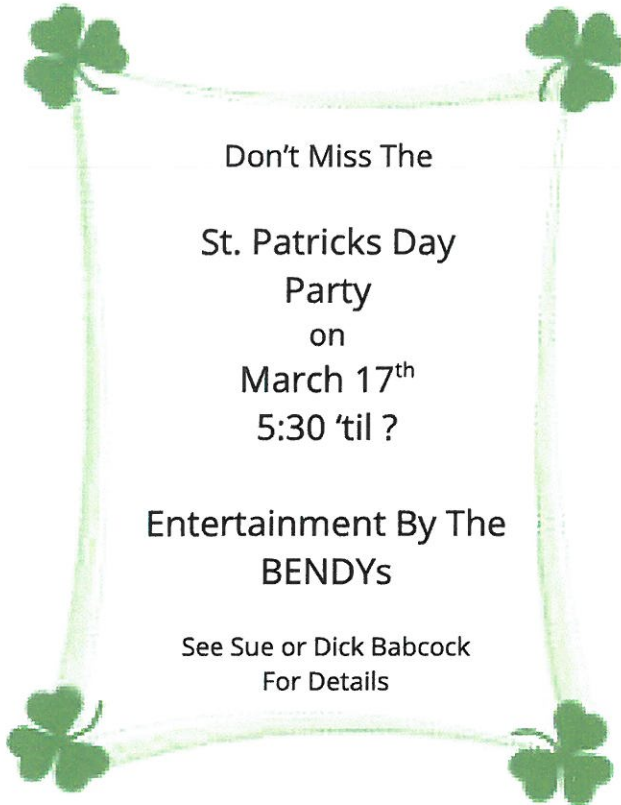 Don't Miss The
St. Patricks Day
Party
on
March 17th
5:30 ‘til ?
Entertainment By The
BENDYs
See Sue or Dick Babcock
For Details